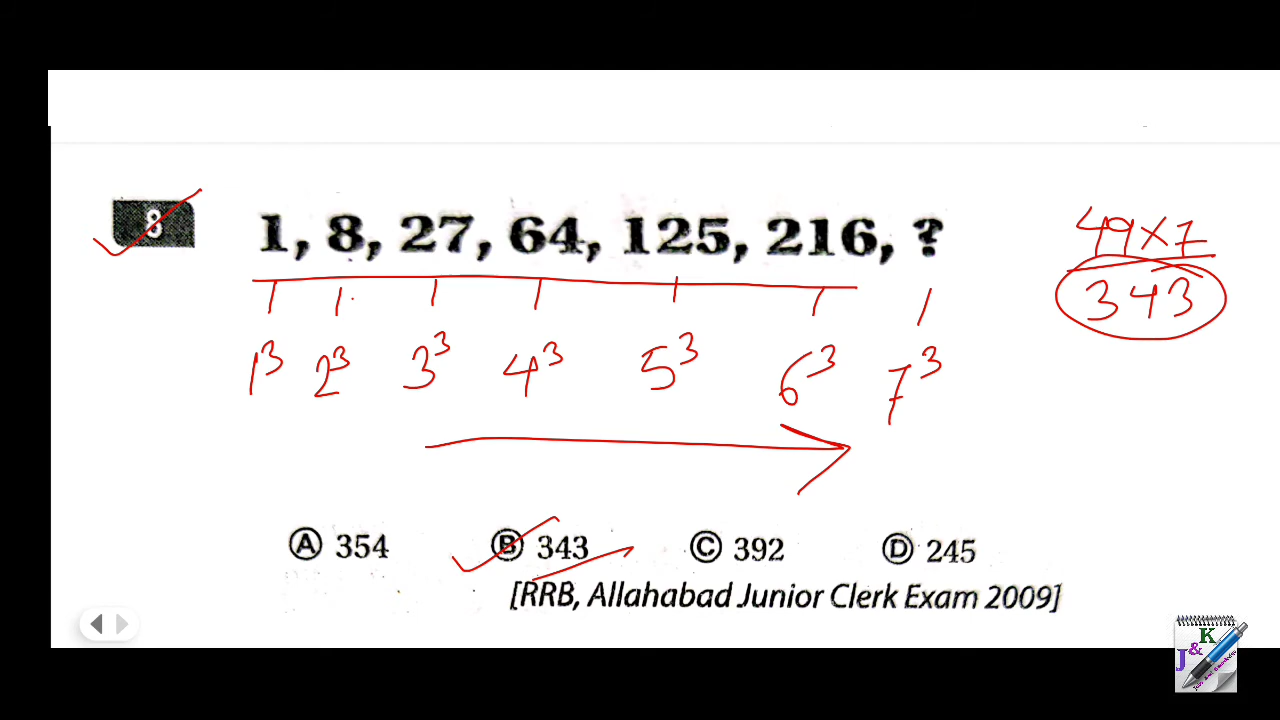 8 1, 8, 27, 64, 125, 216, ?
49×7
343
1³ 2³ 3³ 4³ 5³ 6³ 7³
Ⓐ 354 Ⓑ 343 Ⓒ 392 Ⓓ 245
[RRB, Allahabad Junior Clerk Exam 2009]
J&K